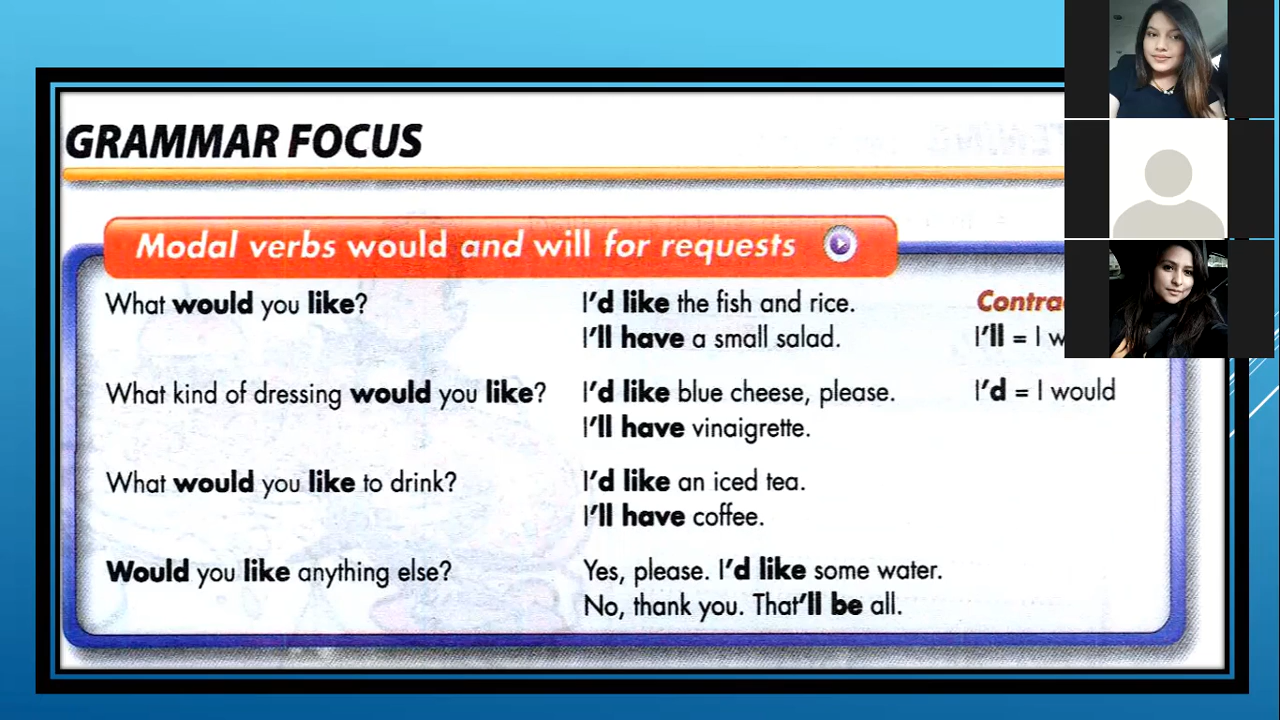 GRAMMAR FOCUS
Modal verbs would and will for requests
What would you like?
I'd like the fish and rice.
I'll have a small salad.
What kind of dressing would you like?
I'd like blue cheese, please.
I'll have vinaigrette.
What would you like to drink?
I'd like an iced tea.
I'll have coffee.
Would you like anything else?
Yes, please. I'd like some water.
No, thank you. That'll be all.
I'll = I
I'd = I would